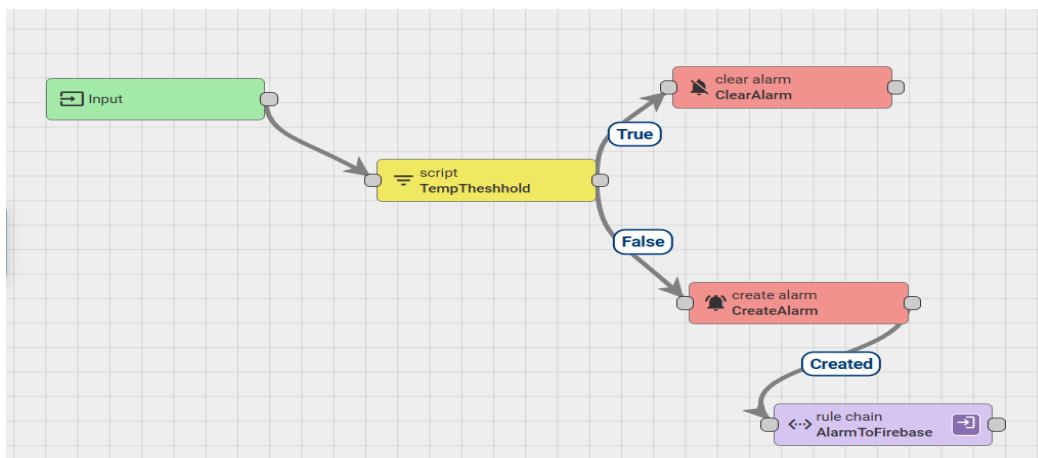 Input
script
TempTheshhold
True
clear alarm
ClearAlarm
False
create alarm
CreateAlarm
Created
rule chain
AlarmToFirebase